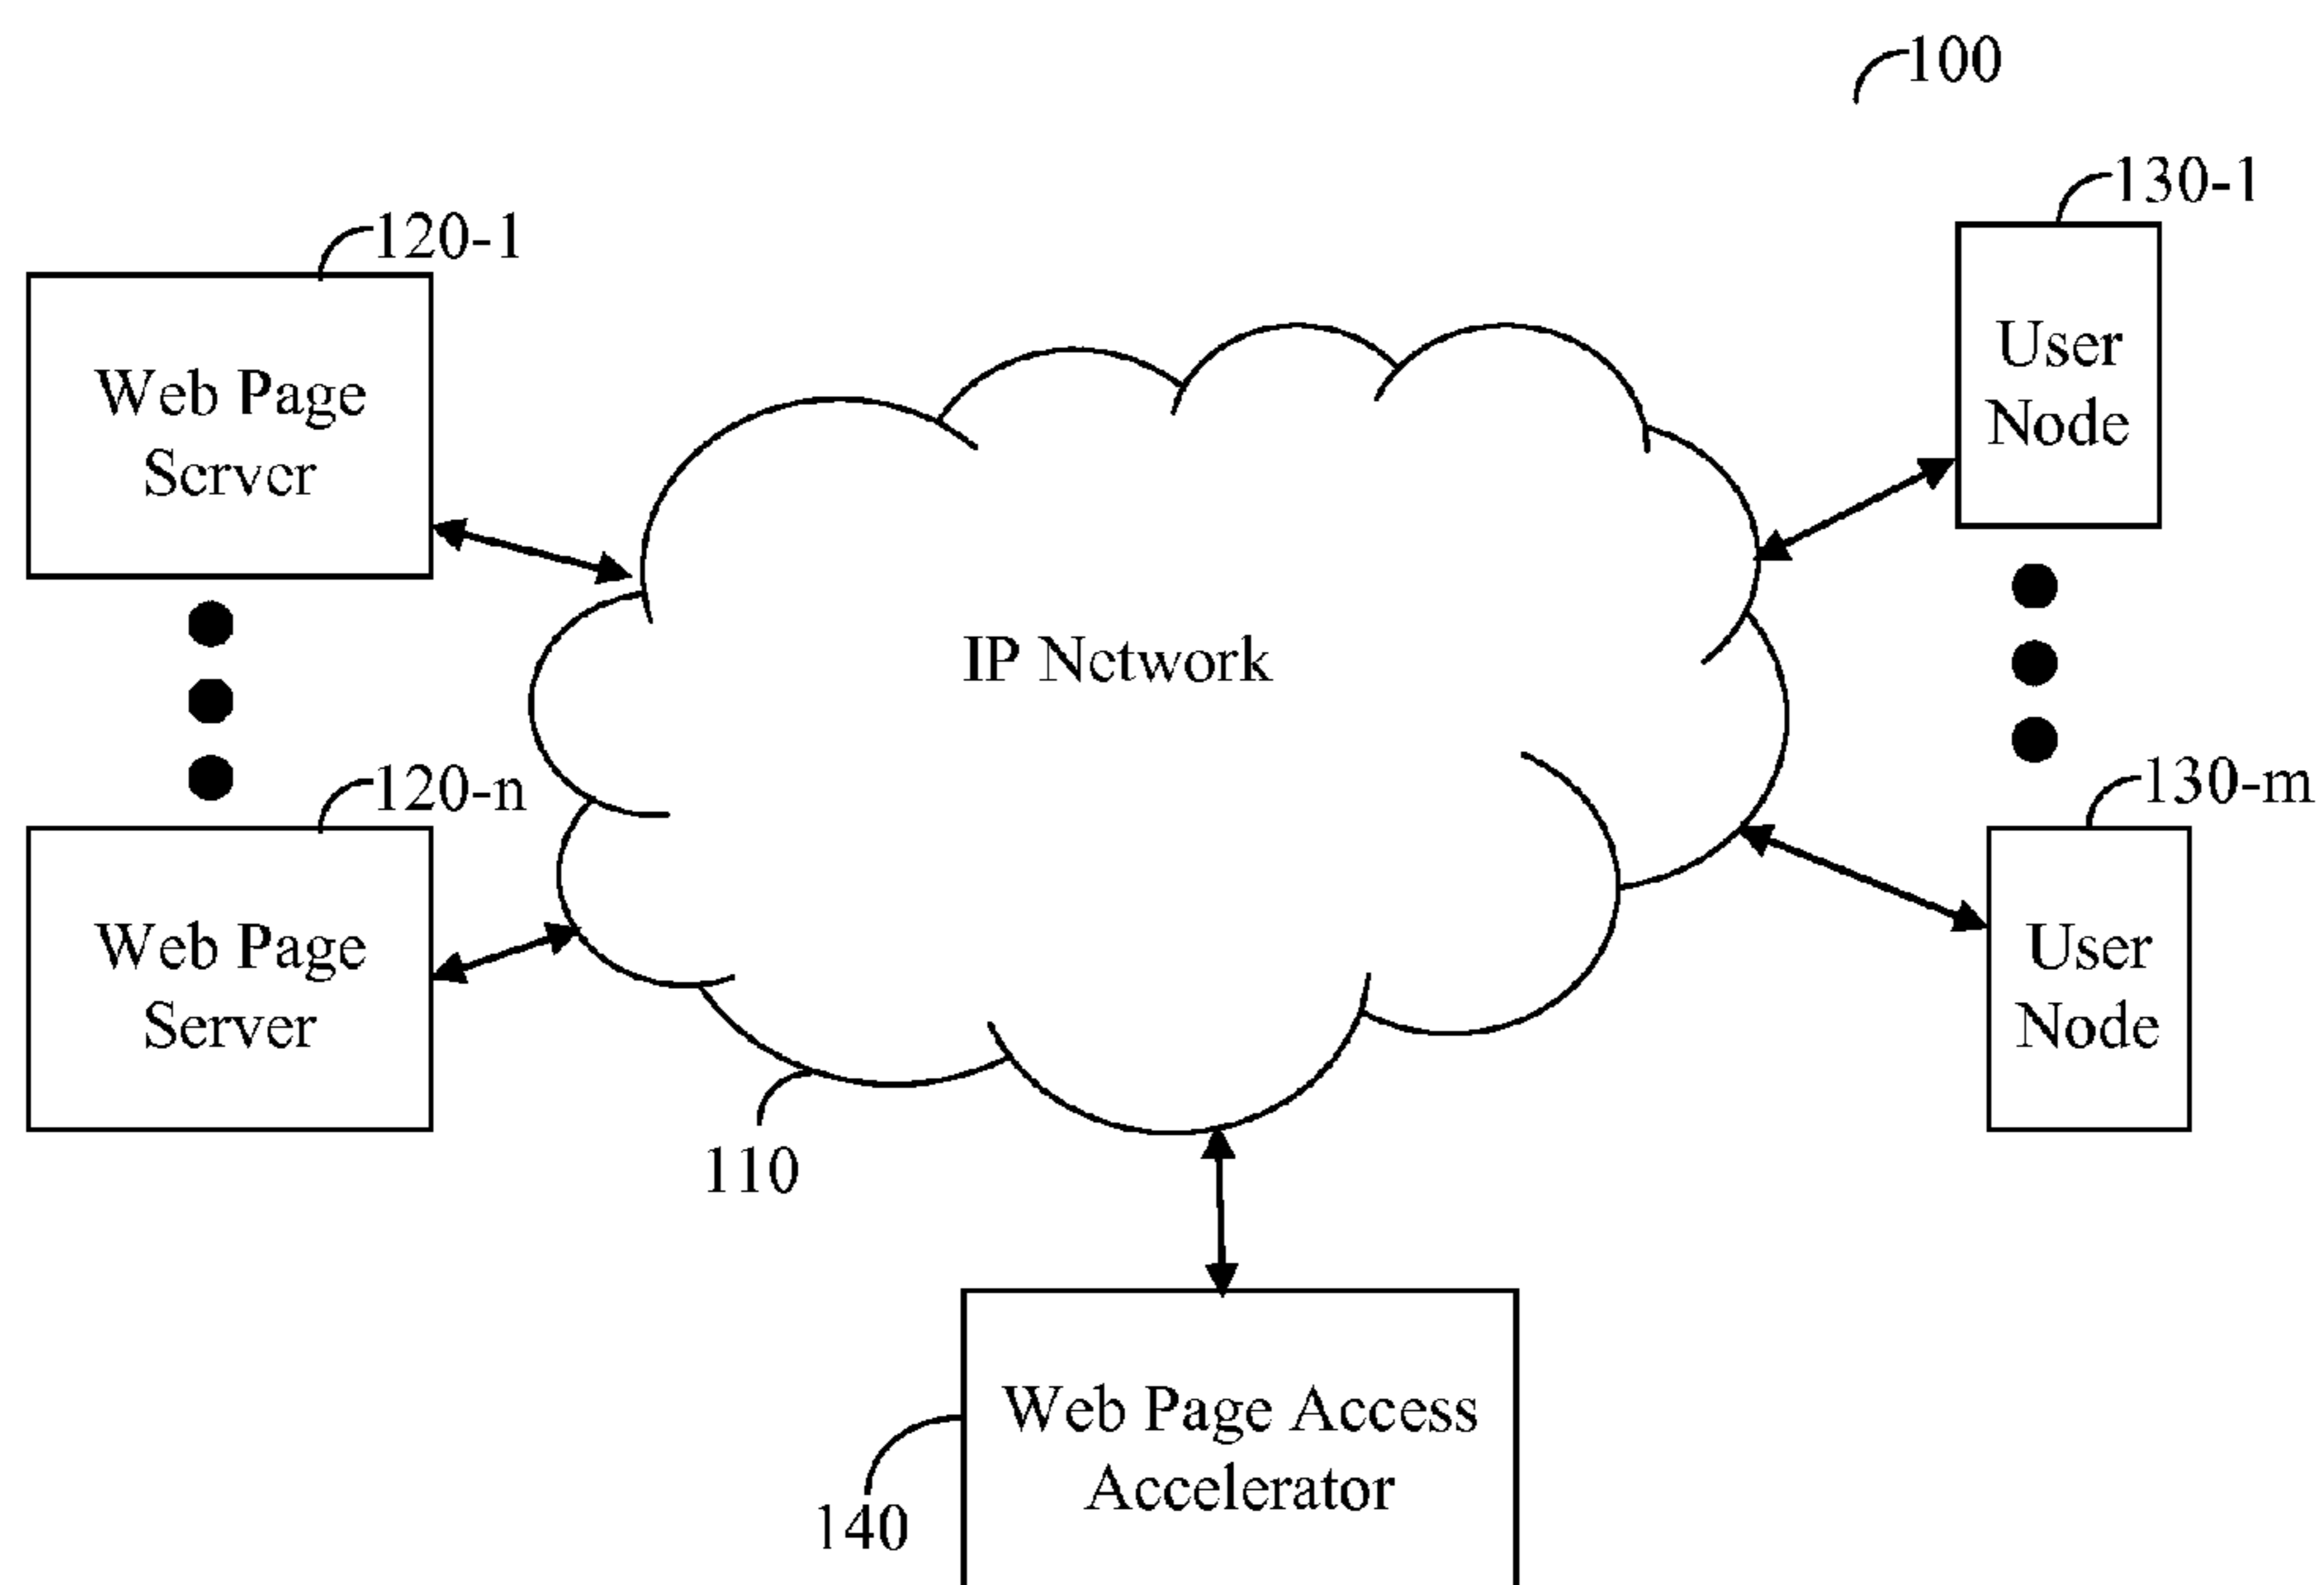 100
130-1
120-1
User
Node
Web Page
Server
IP Network
120-n
130-m
Web Page
Server
User
Node
110
Web Page Access
Accelerator
140